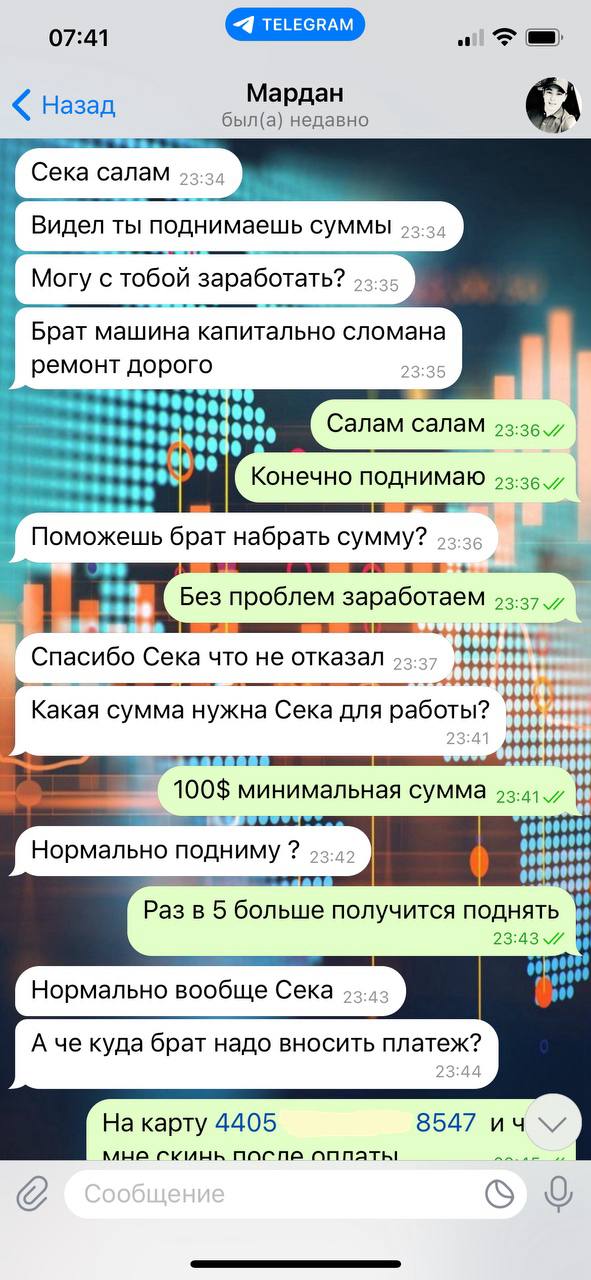 07:41
TELEGRAM
Назад
Мардан
был(а) недавно
Сека салам 23:34
Видел ты поднимаешь суммы 23:34
Могу с тобой заработать? 23:35
Брат машина капитально сломана
ремонт дорого 23:35
Салам салам 23:36
Конечно поднимаю 23:36
Поможешь брат набрать сумму? 23:36
Без проблем заработаем 23:37
Спасибо Сека что не отказал 23:37
Какая сумма нужна Сека для работы?
23:41
100$ минимальная сумма 23:41
Нормально подниму ? 23:42
Раз в 5 больше получится поднять
23:43
Нормально вообще Сека 23:43
А че куда брат надо вносить платеж?
23:44
На карту 4405 8547 и
мне скинь после оплаты
Сообщение